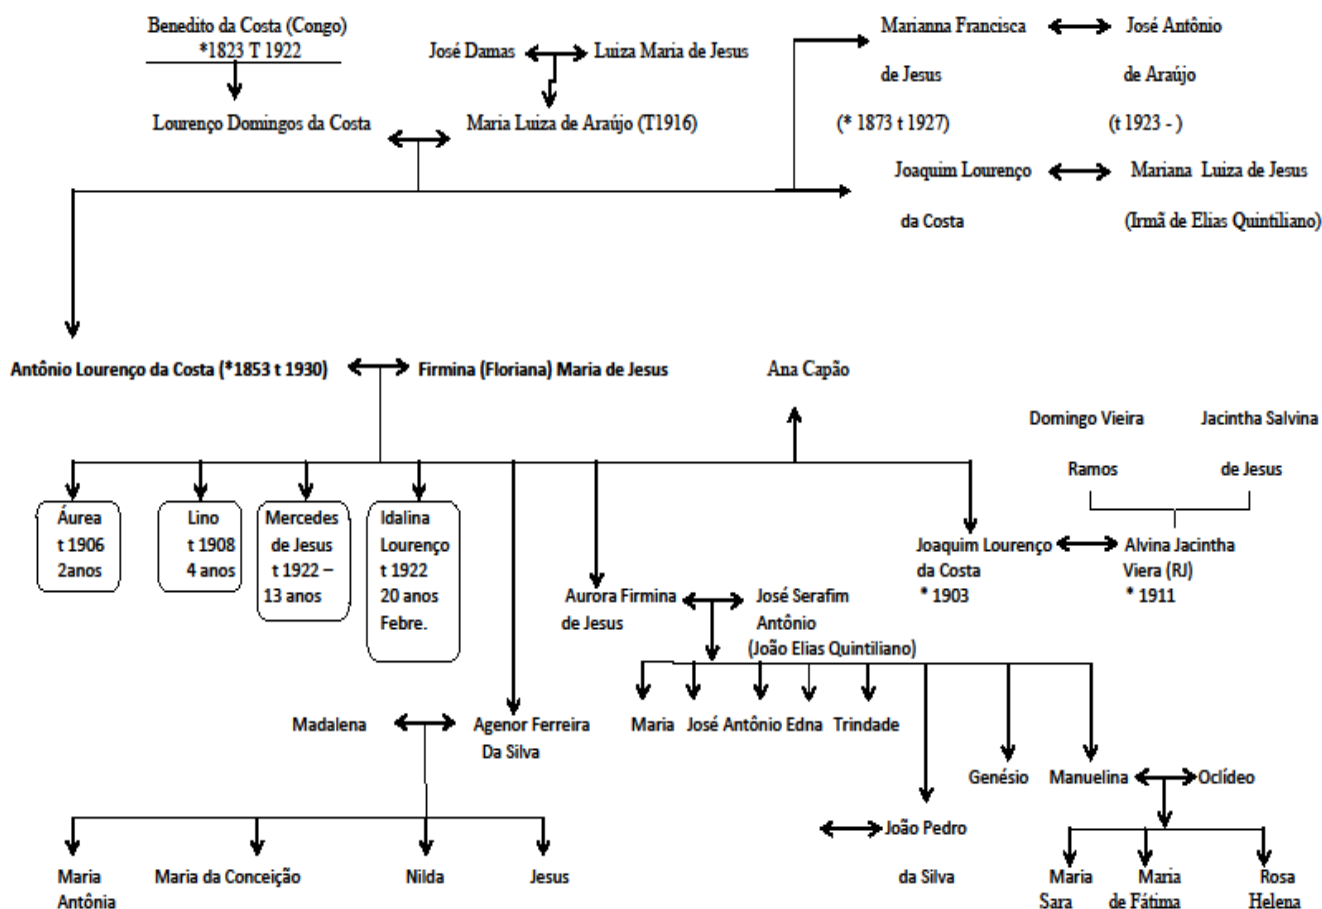 Benedito da Costa (Congo)
*1823 T 1922
José Damas
Luiza Maria de Jesus
Marianna Francisca
de Jesus
(* 1873 t 1927)
José Antônio
de Araújo
(t 1923 - )
Lourenço Domingos da Costa
Maria Luiza de Araújo (T1916)
Joaquim Lourenço
da Costa
Mariana Luiza de Jesus
(Irmã de Elias Quintiliano)
Antônio Lourenço da Costa (*1853 t 1930)
Firmina (Floriana) Maria de Jesus
Ana Capão
Domingo Vieira
Ramos
Jacintha Salvina
de Jesus
Áurea
t 1906
2anos
Lino
t 1908
4 anos
Mercedes
de Jesus
t 1922 –
13 anos
Idalina
Lourenço
t 1922
20 anos
Febre.
Joaquim Lourenço
da Costa
* 1903
Alvina Jacintha
Viera (RJ)
* 1911
Aurora Firmina
de Jesus
José Serafim
Antônio
(João Elias Quintiliano)
Madalena
Agenor Ferreira
Da Silva
Maria
José Antônio
Edna
Trindade
Genésio
Manuelina
Oclídeo
João Pedro
da Silva
Maria
Antônia
Maria da Conceição
Nilda
Jesus
Maria
Sara
Maria
de Fátima
Rosa
Helena